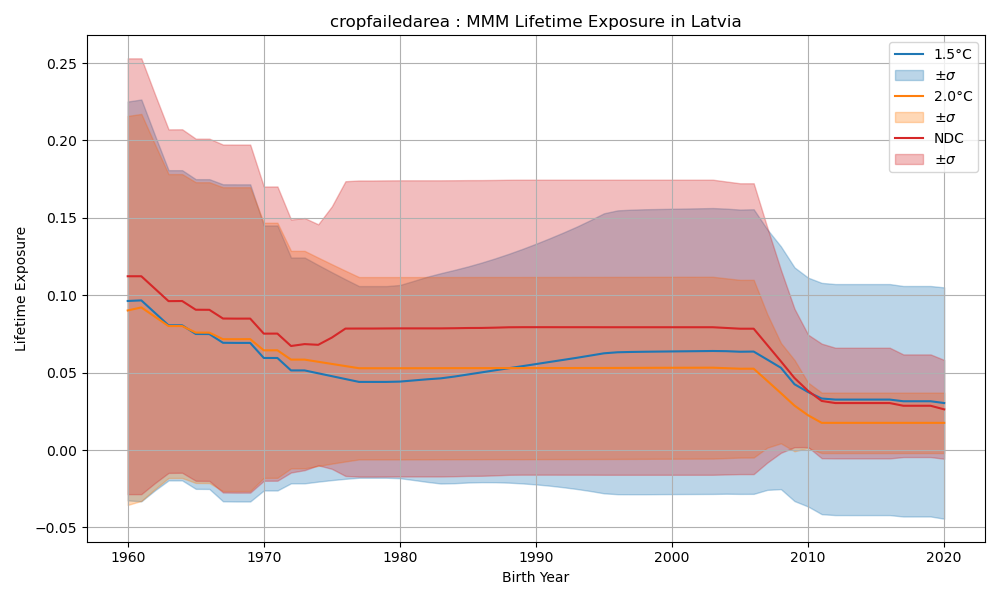 cropfailedarea : MMM Lifetime Exposure in Latvia
1.5°C
±σ
2.0°C
±σ
NDC
±σ
Lifetime Exposure
0.25
0.20
0.15
0.10
0.05
0.00
−0.05
1960
1970
1980
1990
2000
2010
2020
Birth Year